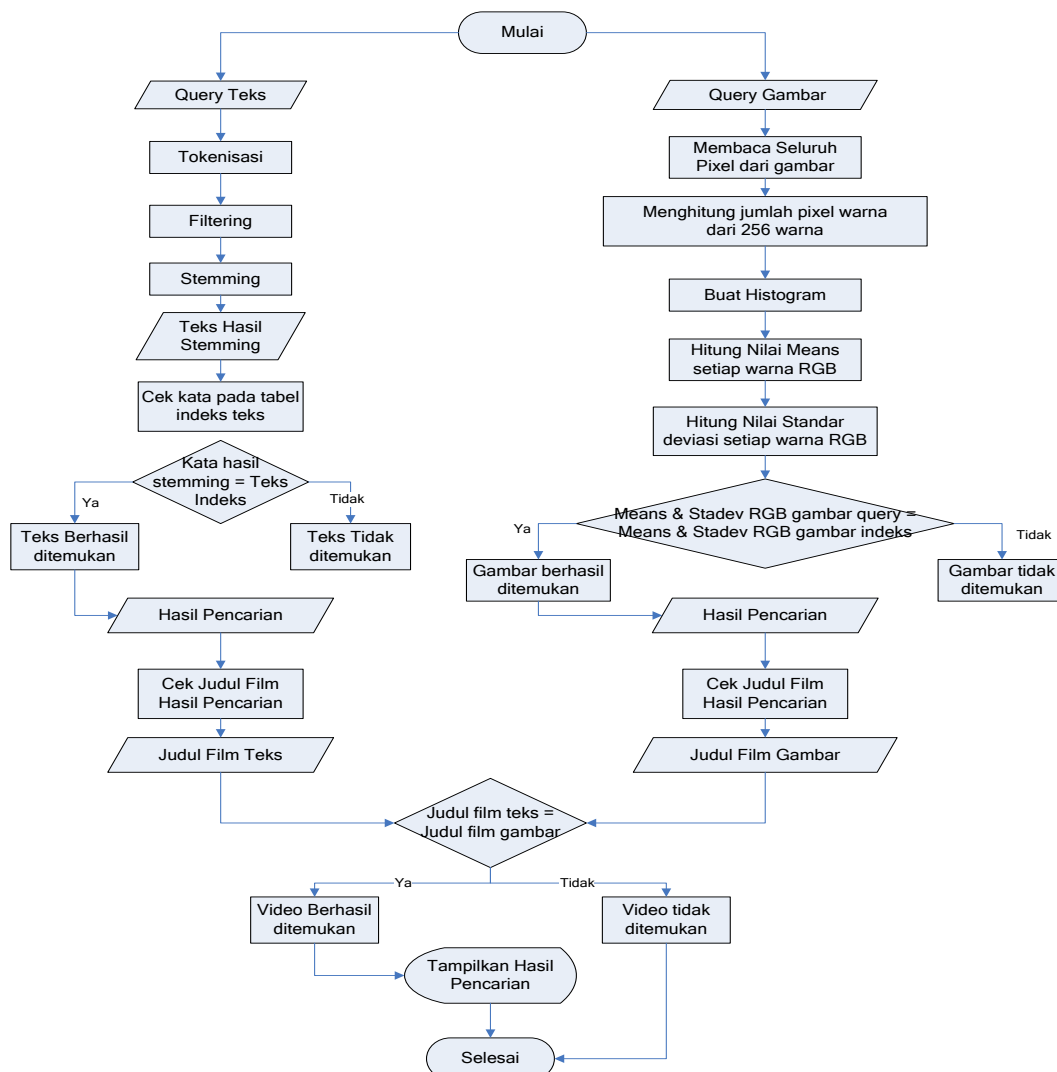 Mulai
Query Teks
Tokenisasi
Filtering
Stemming
Teks Hasil
Stemming
Cek kata pada tabel
indeks teks
Kata hasil
stemming = Teks
Indeks
Ya
Tidak
Teks Berhasil
ditemukan
Teks Tidak
ditemukan
Hasil Pencarian
Cek Judul Film
Hasil Pencarian
Judul Film Teks
Query Gambar
Membaca Seluruh
Pixel dari gambar
Menghitung jumlah pixel warna
dari 256 warna
Buat Histogram
Hitung Nilai Means
setiap warna RGB
Hitung Nilai Standar
deviasi setiap warna RGB
Means & Stadev RGB gambar query =
Means & Stadev RGB gambar indeks
Ya
Tidak
Gambar berhasil
ditemukan
Gambar tidak
ditemukan
Hasil Pencarian
Cek Judul Film
Hasil Pencarian
Judul Film Gambar
Judul film teks =
Judul film gambar
Ya
Tidak
Video Berhasil
ditemukan
Video tidak
ditemukan
Tampilkan Hasil
Pencarian
Selesai